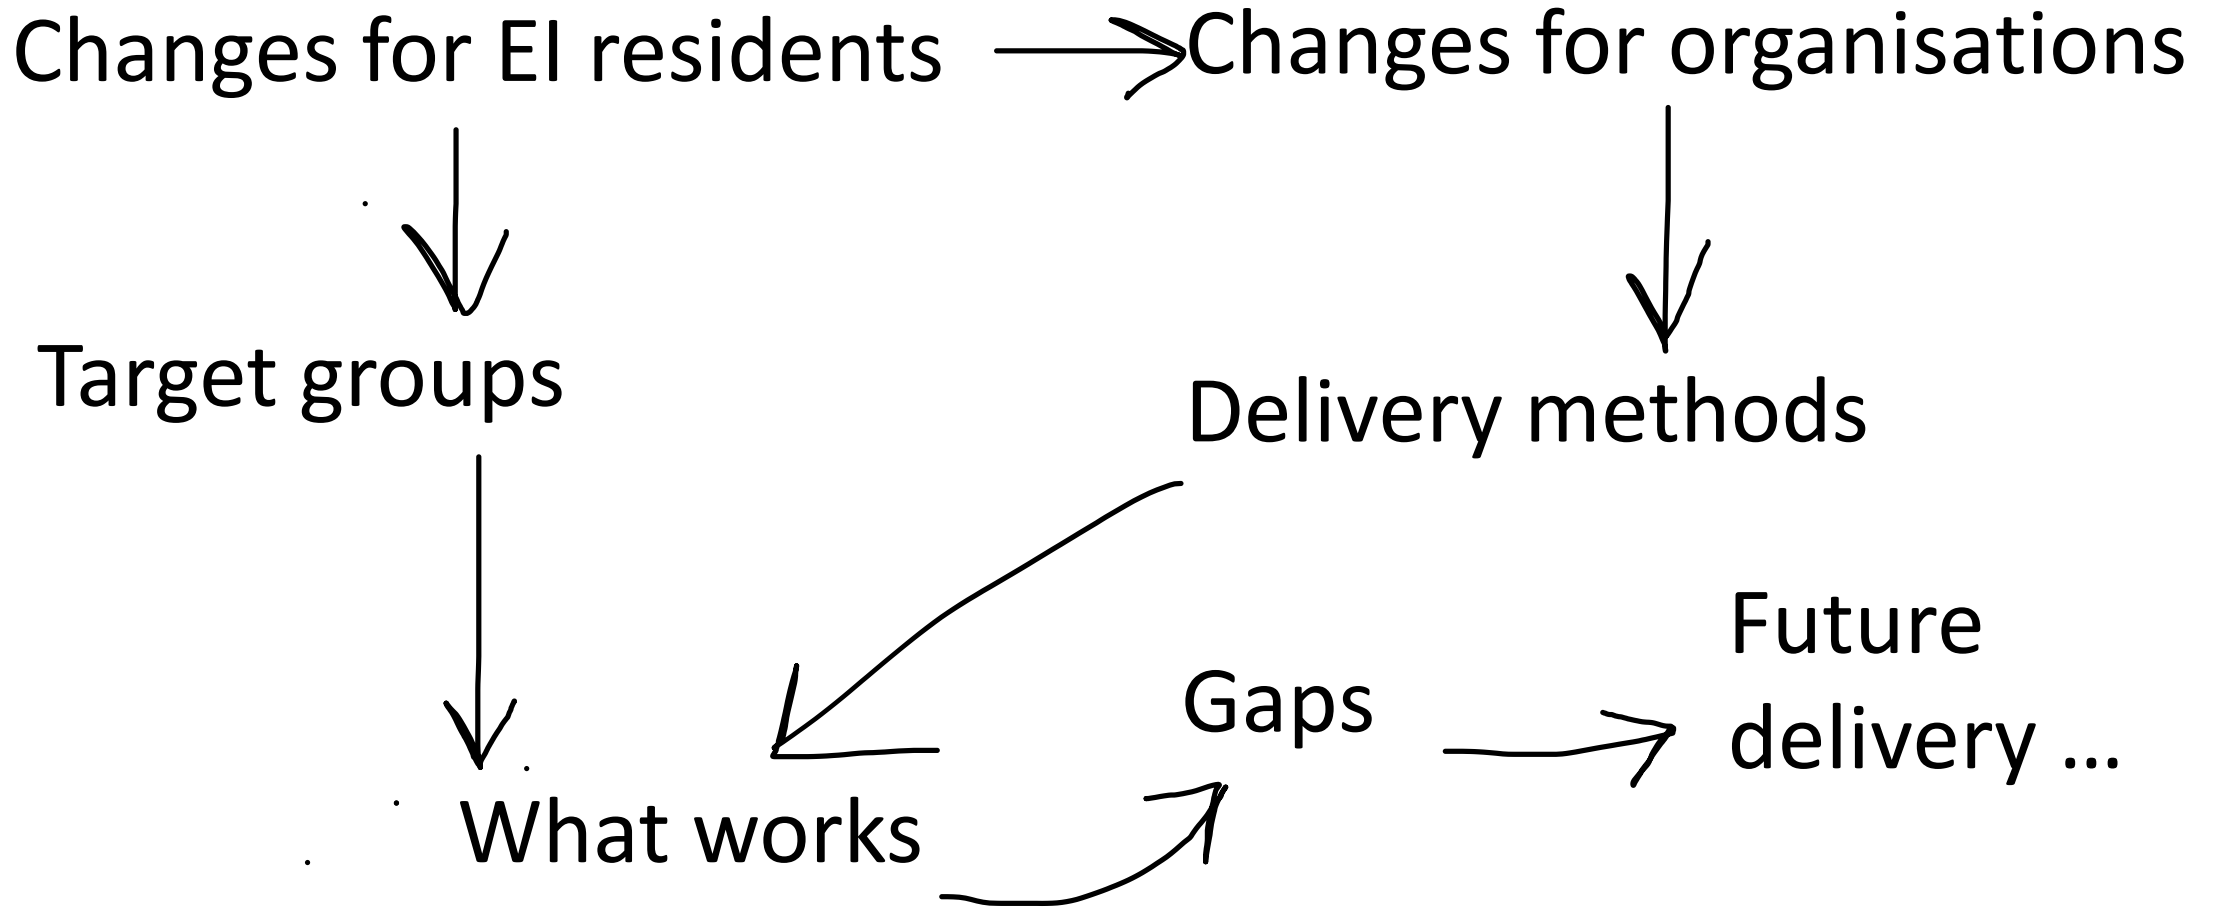 Changes for EI residents
Changes for organisations
Target groups
Delivery methods
What works
Gaps
Future
delivery ...